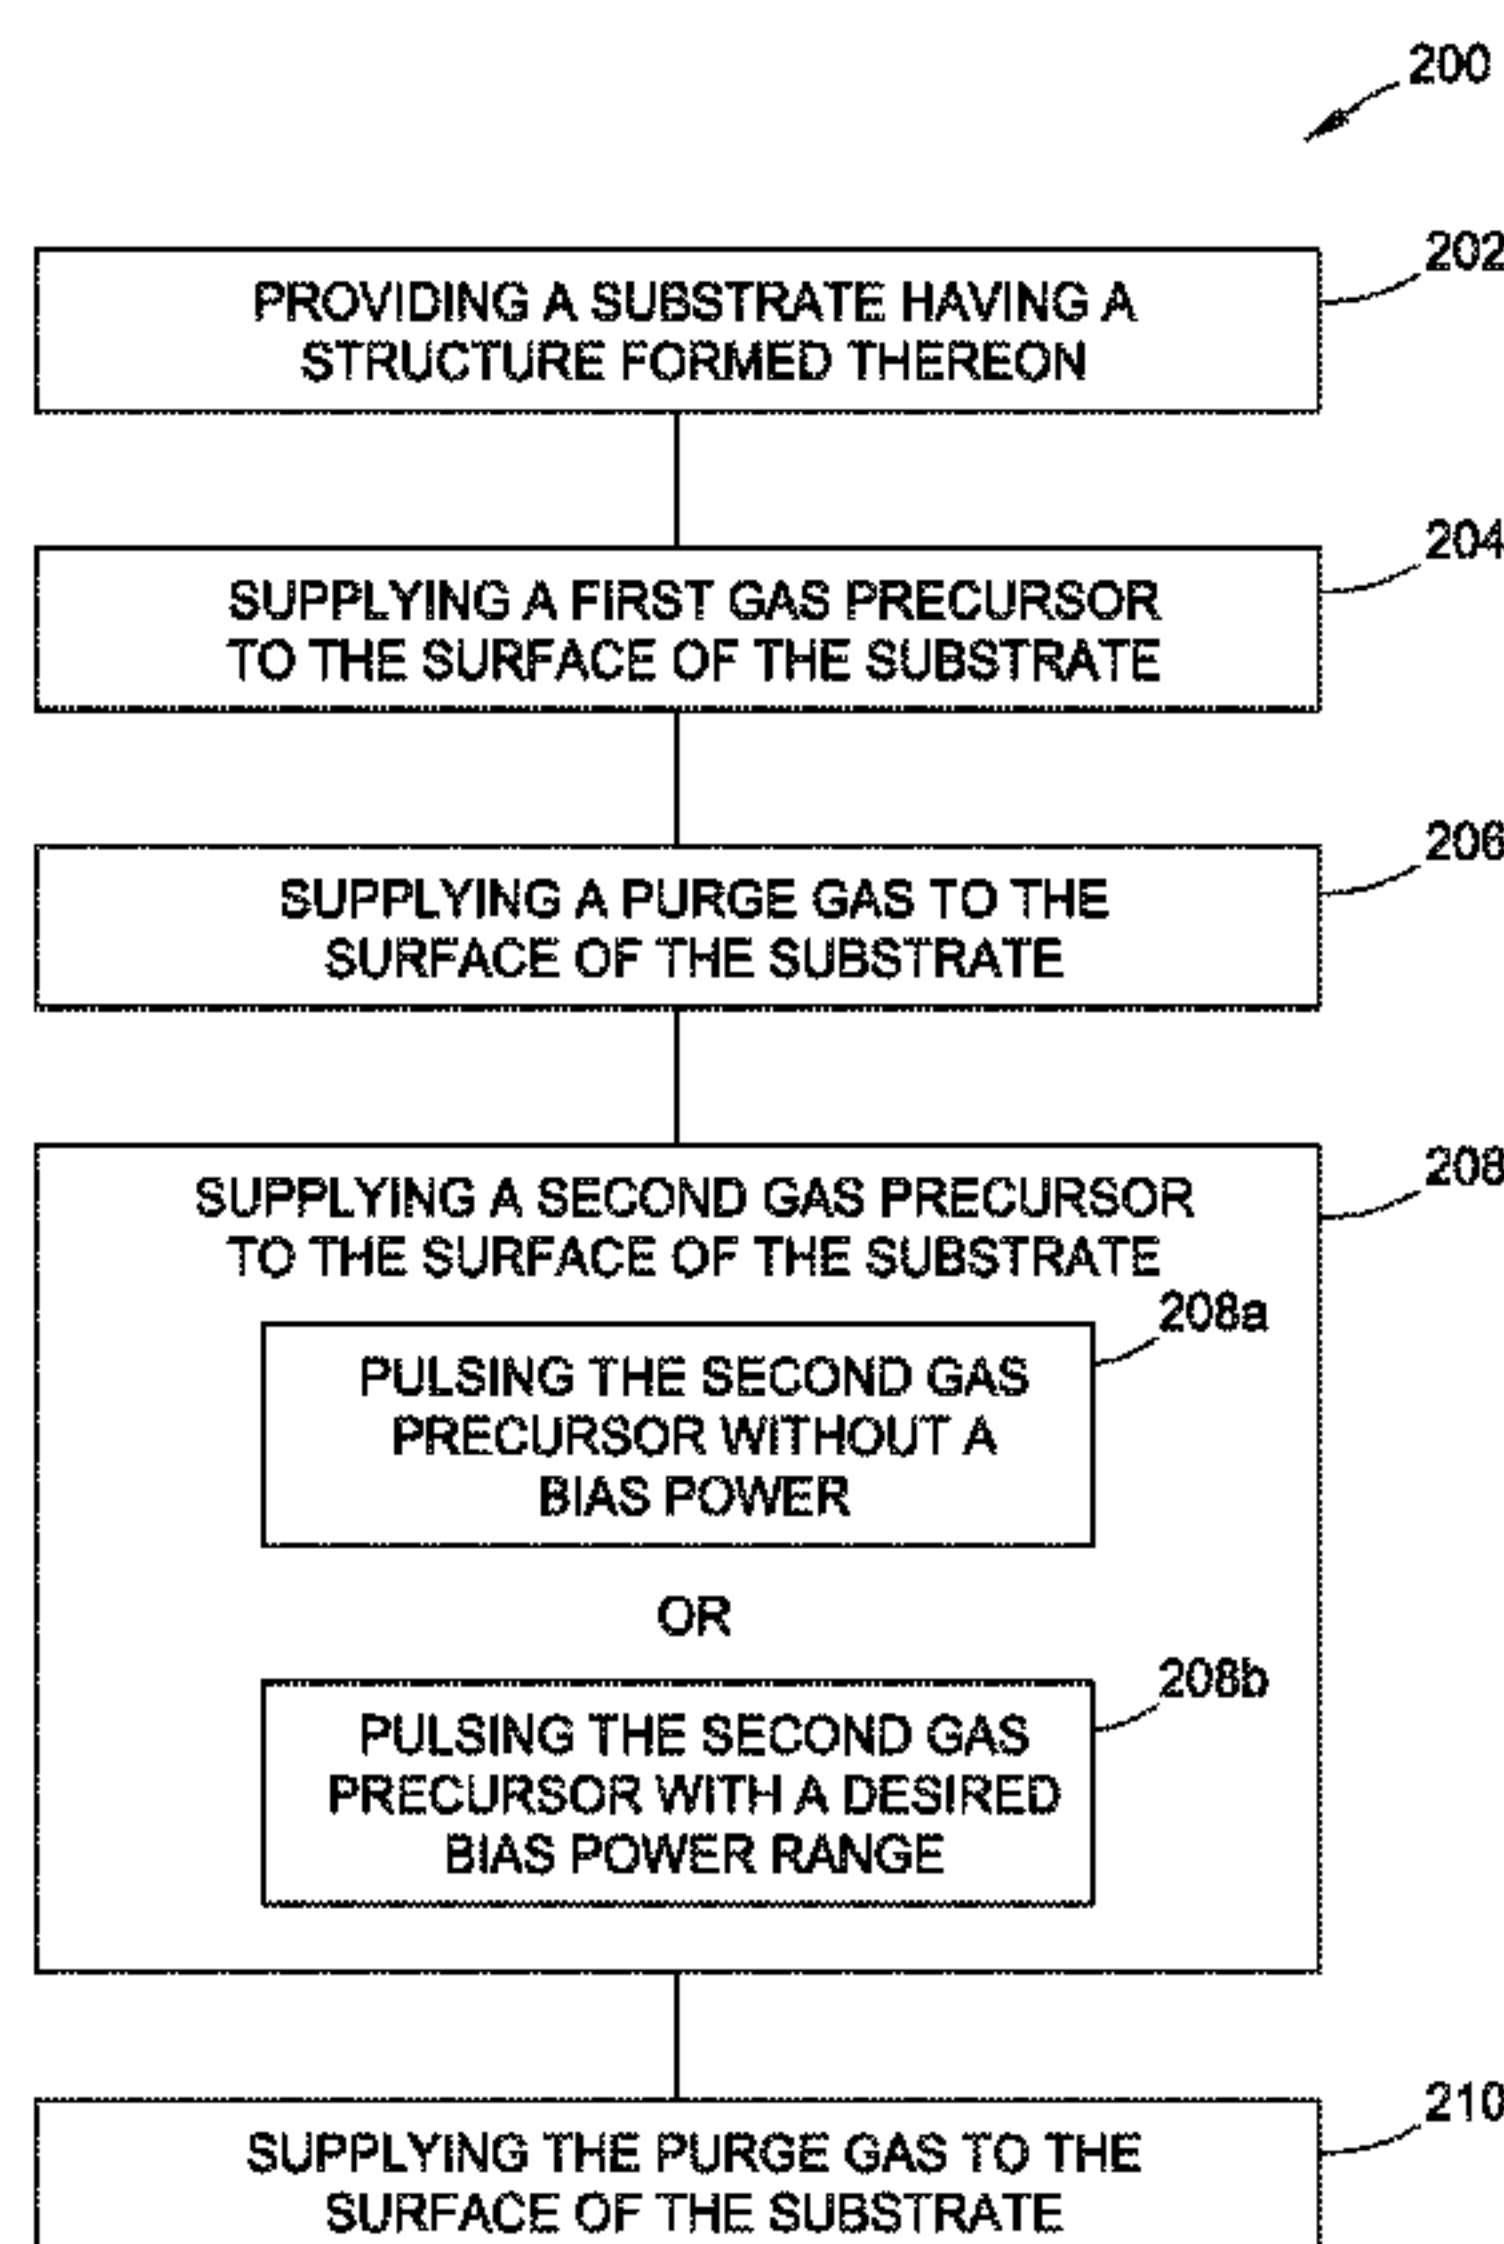 200
202
PROVIDING A SUBSTRATE HAVING A
STRUCTURE FORMED THEREON
204
SUPPLYING A FIRST GAS PRECURSOR
TO THE SURFACE OF THE SUBSTRATE
206
SUPPLYING A PURGE GAS TO THE
SURFACE OF THE SUBSTRATE
208
SUPPLYING A SECOND GAS PRECURSOR
TO THE SURFACE OF THE SUBSTRATE
208a
PULSING THE SECOND GAS
PRECURSOR WITHOUT A
BIAS POWER
OR
208b
PULSING THE SECOND GAS
PRECURSOR WITH A DESIRED
BIAS POWER RANGE
210
SUPPLYING THE PURGE GAS TO THE
SURFACE OF THE SUBSTRATE